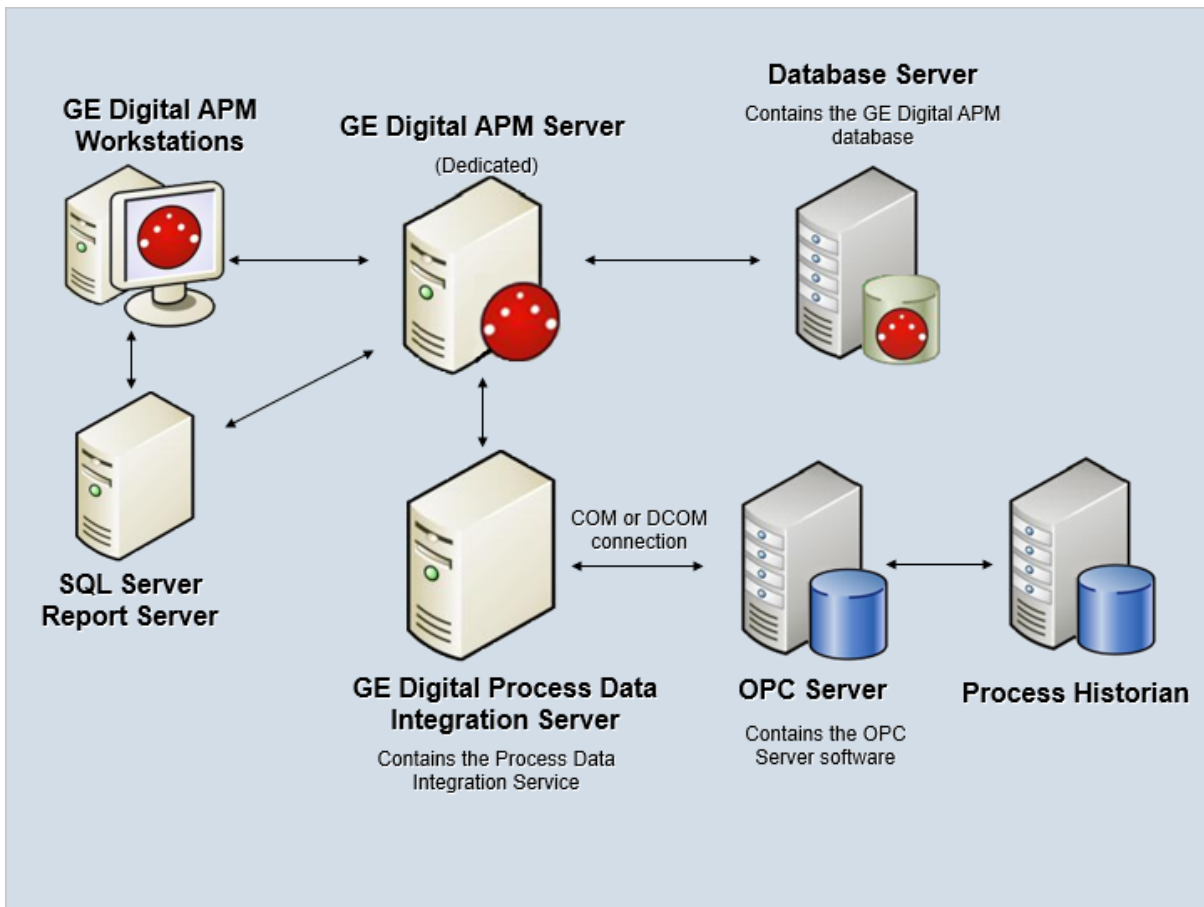 GE Digital APM
Workstations
GE Digital APM Server
(Dedicated)
Database Server
Contains the GE Digital APM
database
SQL Server
Report Server
COM or DCOM
connection
GE Digital Process Data
Integration Server
Contains the Process Data
Integration Service
OPC Server
Contains the OPC
Server software
Process Historian